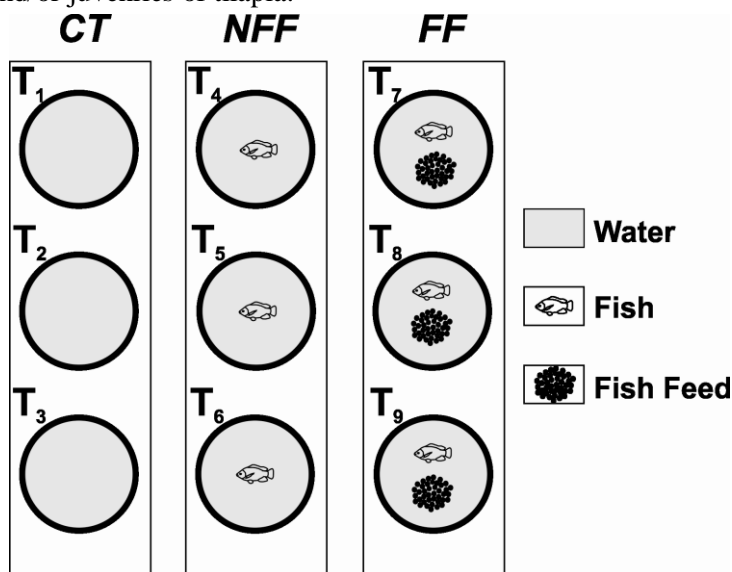 CT NFF FF
T1 T4 T7
T2 T5 T8
T3 T6 T9
Water
Fish
Fish Feed